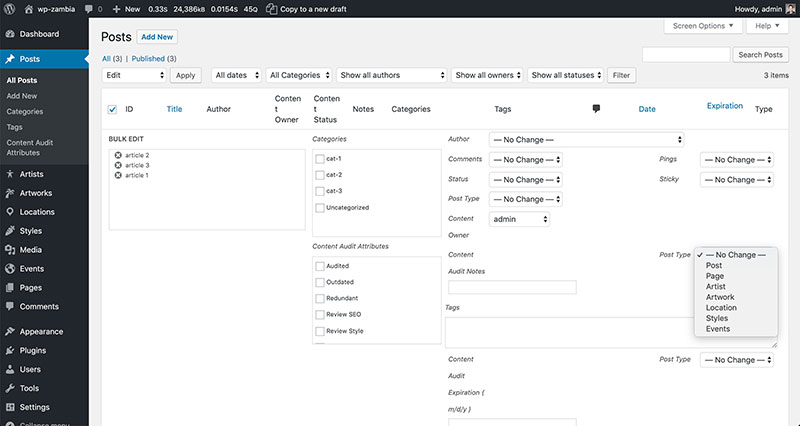 wp-zambia 0 New 0.33s 24,386kB 0.0154s 45Q Copy to a new draft Howdy, admin
Screen Options Help
Dashboard
Posts
All Posts
Add New
Categories
Tags
Content Audit
Attributes
Artists
Artworks
Locations
Styles
Media
Events
Pages
Comments
Appearance
Plugins
Users
Tools
Settings
Collapse menu
Posts Add New
All (3) | Published (3)
Search Posts
Edit Apply All dates All Categories Show all authors Show all owners Show all statuses Filter 3 items
ID Title Author Conten Conten Notes Categories Tags Date Expiration Type
t t
Owner Status
BULK EDIT
article 2
article 3
article 1
Categories
cat-1
cat-2
cat-3
Uncategorized
Content Audit Attributes
Audited
Outdated
Redundant
Review SEO
Review Style
Author — No Change —
Comments — No Change — Pings — No Change —
Status — No Change — Sticky — No Change —
Post Type — No Change —
Content admin
Owner
Content Post Type — No Change —
Audit Notes
Post
Page
Artist
Artwork
Location
Styles
Events
Tags
Content Post Type — No Change —
Audit
Expiration (
m/d/y )